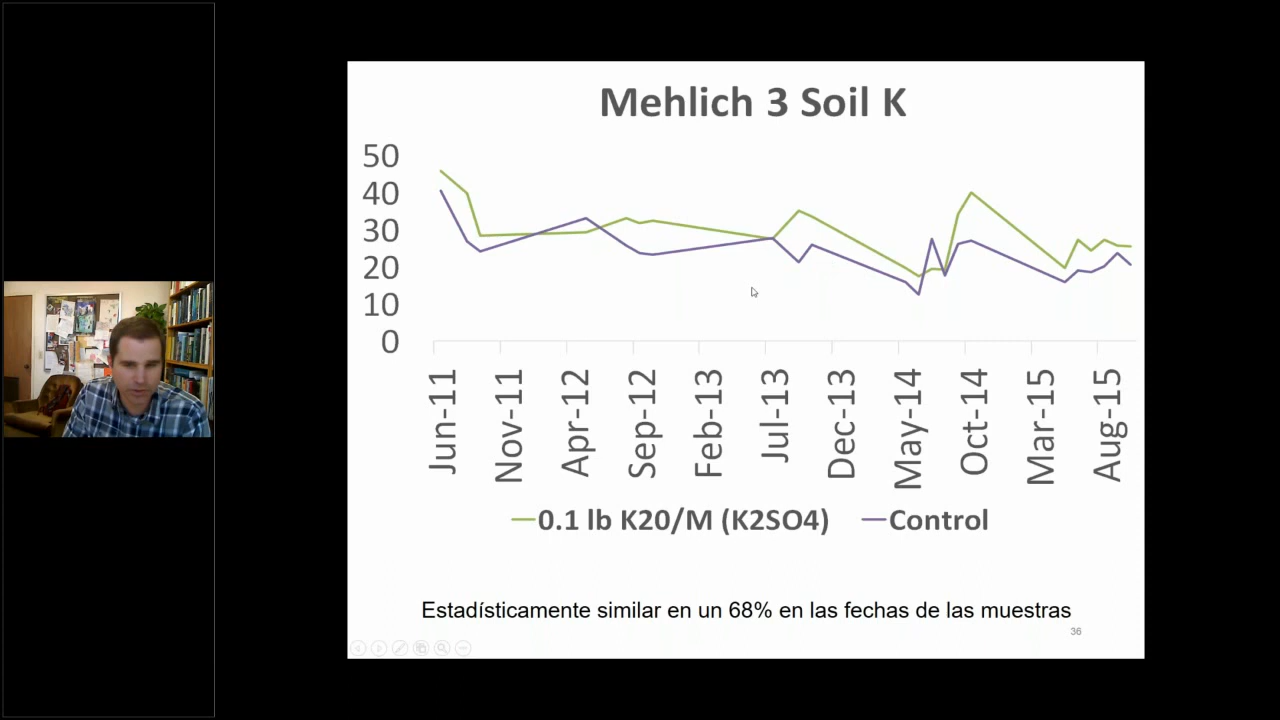 Mehlich 3 Soil K
50
40
30
20
10
0
Jun-11
Nov-11
Apr-12
Sep-12
Feb-13
Jul-13
Dec-13
May-14
Oct-14
Mar-15
Aug-15
0.1 lb K20/M (K2SO4)
Control
Estadísticamente similar en un 68% en las fechas de las muestras
36